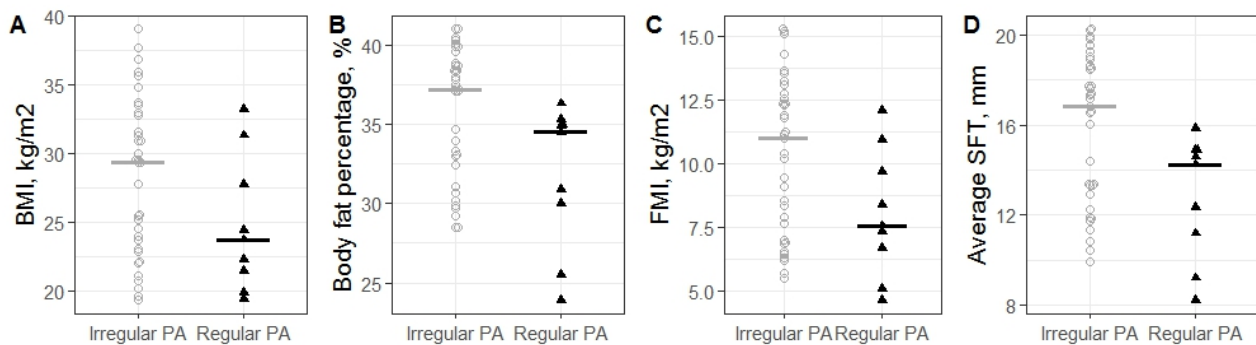 A
BMI, kg/m2
40
35
30
25
20
Irregular PA Regular PA
B
Body fat percentage, %
40
35
30
25
Irregular PA Regular PA
C
FMI, kg/m2
15.0
12.5
10.0
7.5
5.0
Irregular PA Regular PA
D
Average SFT, mm
20
16
12
8
Irregular PA Regular PA